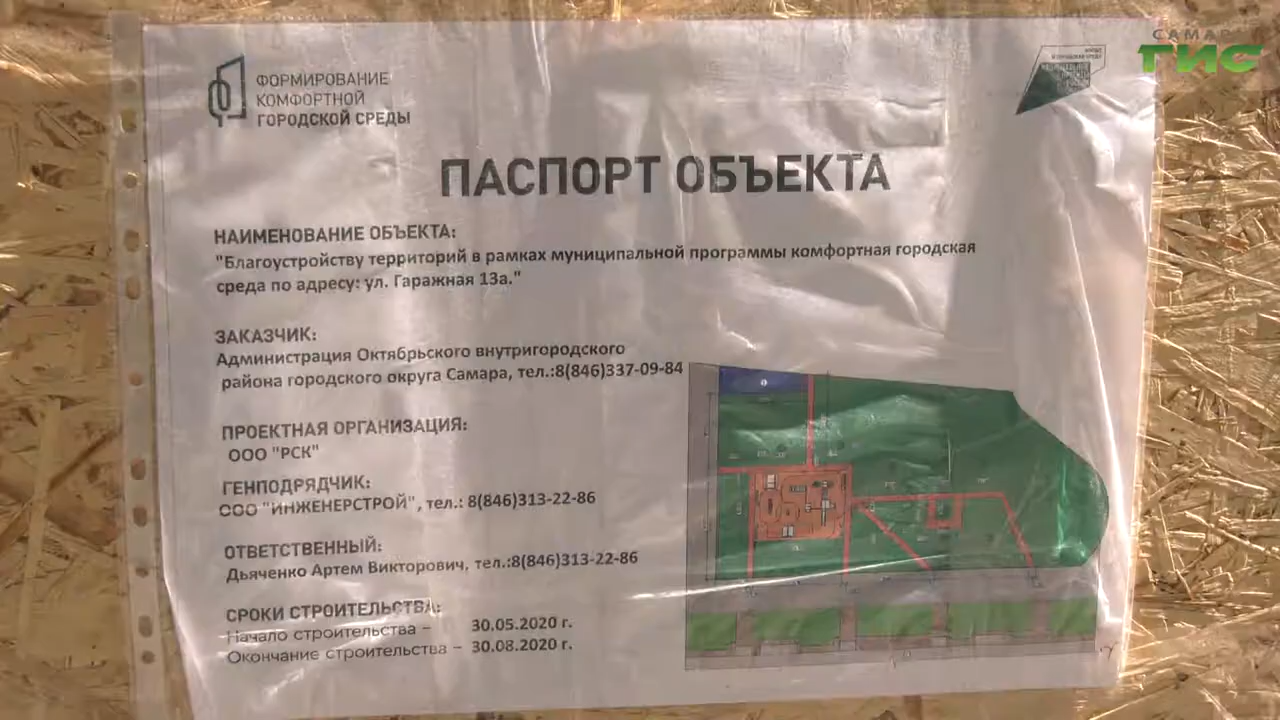 САМАРА
ГИС
ФОРМИРОВАНИЕ
КОМФОРТНОЙ
ГОРОДСКОЙ СРЕДЫ
ПАСПОРТ ОБЪЕКТА
НАИМЕНОВАНИЕ ОБЪЕКТА:
"Благоустройству территорий в рамках муниципальной программы комфортная городская
среда по адресу: ул. Гаражная 13а."
ЗАКАЗЧИК:
Администрация Октябрьского внутригородского
района городского округа Самара, тел.:8(846)337-09-84
ПРОЕКТНАЯ ОРГАНИЗАЦИЯ:
ООО "РСК"
ГЕНПОДРЯДЧИК:
ООО "ИНЖЕНЕРСТРОЙ", тел.: 8(846)313-22-86
ОТВЕТСТВЕННЫЙ:
Дьяченко Артем Викторович, тел.:8(846)313-22-86
СРОКИ СТРОИТЕЛЬСТВА:
Начало строительства – 30.05.2020 г.
Окончание строительства – 30.08.2020 г.